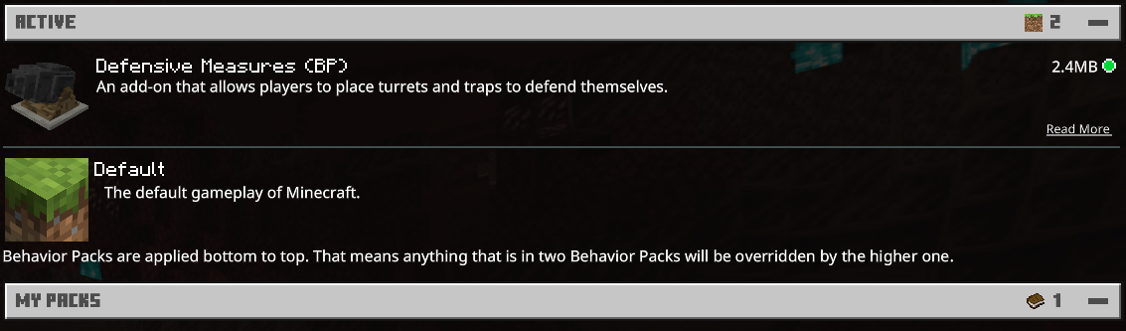 ACTIVE 2
Defensive Measures (BP)
2.4MB
An add-on that allows players to place turrets and traps to defend themselves.
Read More
Default
The default gameplay of Minecraft.
Behavior Packs are applied bottom to top. That means anything that is in two Behavior Packs will be overridden by the higher one.
MY PACKS 1